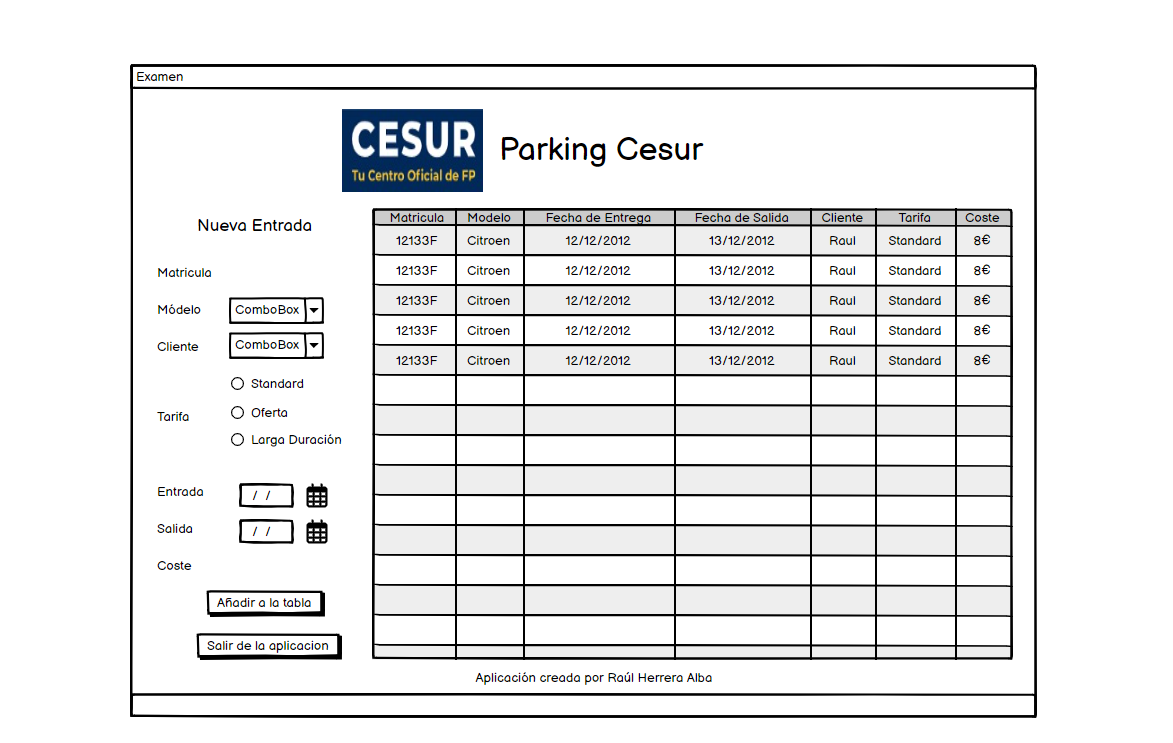 Examen
CESUR
Tu Centro Oficial de FP
Parking Cesur
Nueva Entrada
Matricula
Módelo ComboBox
Cliente ComboBox
Tarifa
Standard
Oferta
Larga Duración
Entrada / /
Salida / /
Coste
Añadir a la tabla
Salir de la aplicacion
Matricula Modelo Fecha de Entrega Fecha de Salida Cliente Tarifa Coste
12133F Citroen 12/12/2012 13/12/2012 Raul Standard 8€
12133F Citroen 12/12/2012 13/12/2012 Raul Standard 8€
12133F Citroen 12/12/2012 13/12/2012 Raul Standard 8€
12133F Citroen 12/12/2012 13/12/2012 Raul Standard 8€
12133F Citroen 12/12/2012 13/12/2012 Raul Standard 8€
Aplicación creada por Raúl Herrera Alba